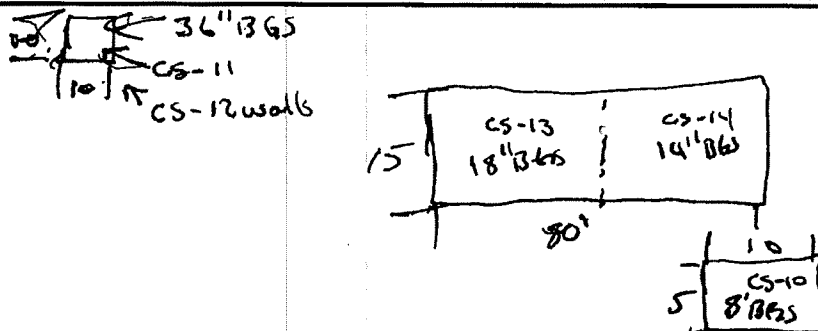 36" BGS
CS-11
10
CS-12 walls
CS-13
18" BGS
CS-14
14" BGS
15
80'
10
CS-10
5
8' BGS